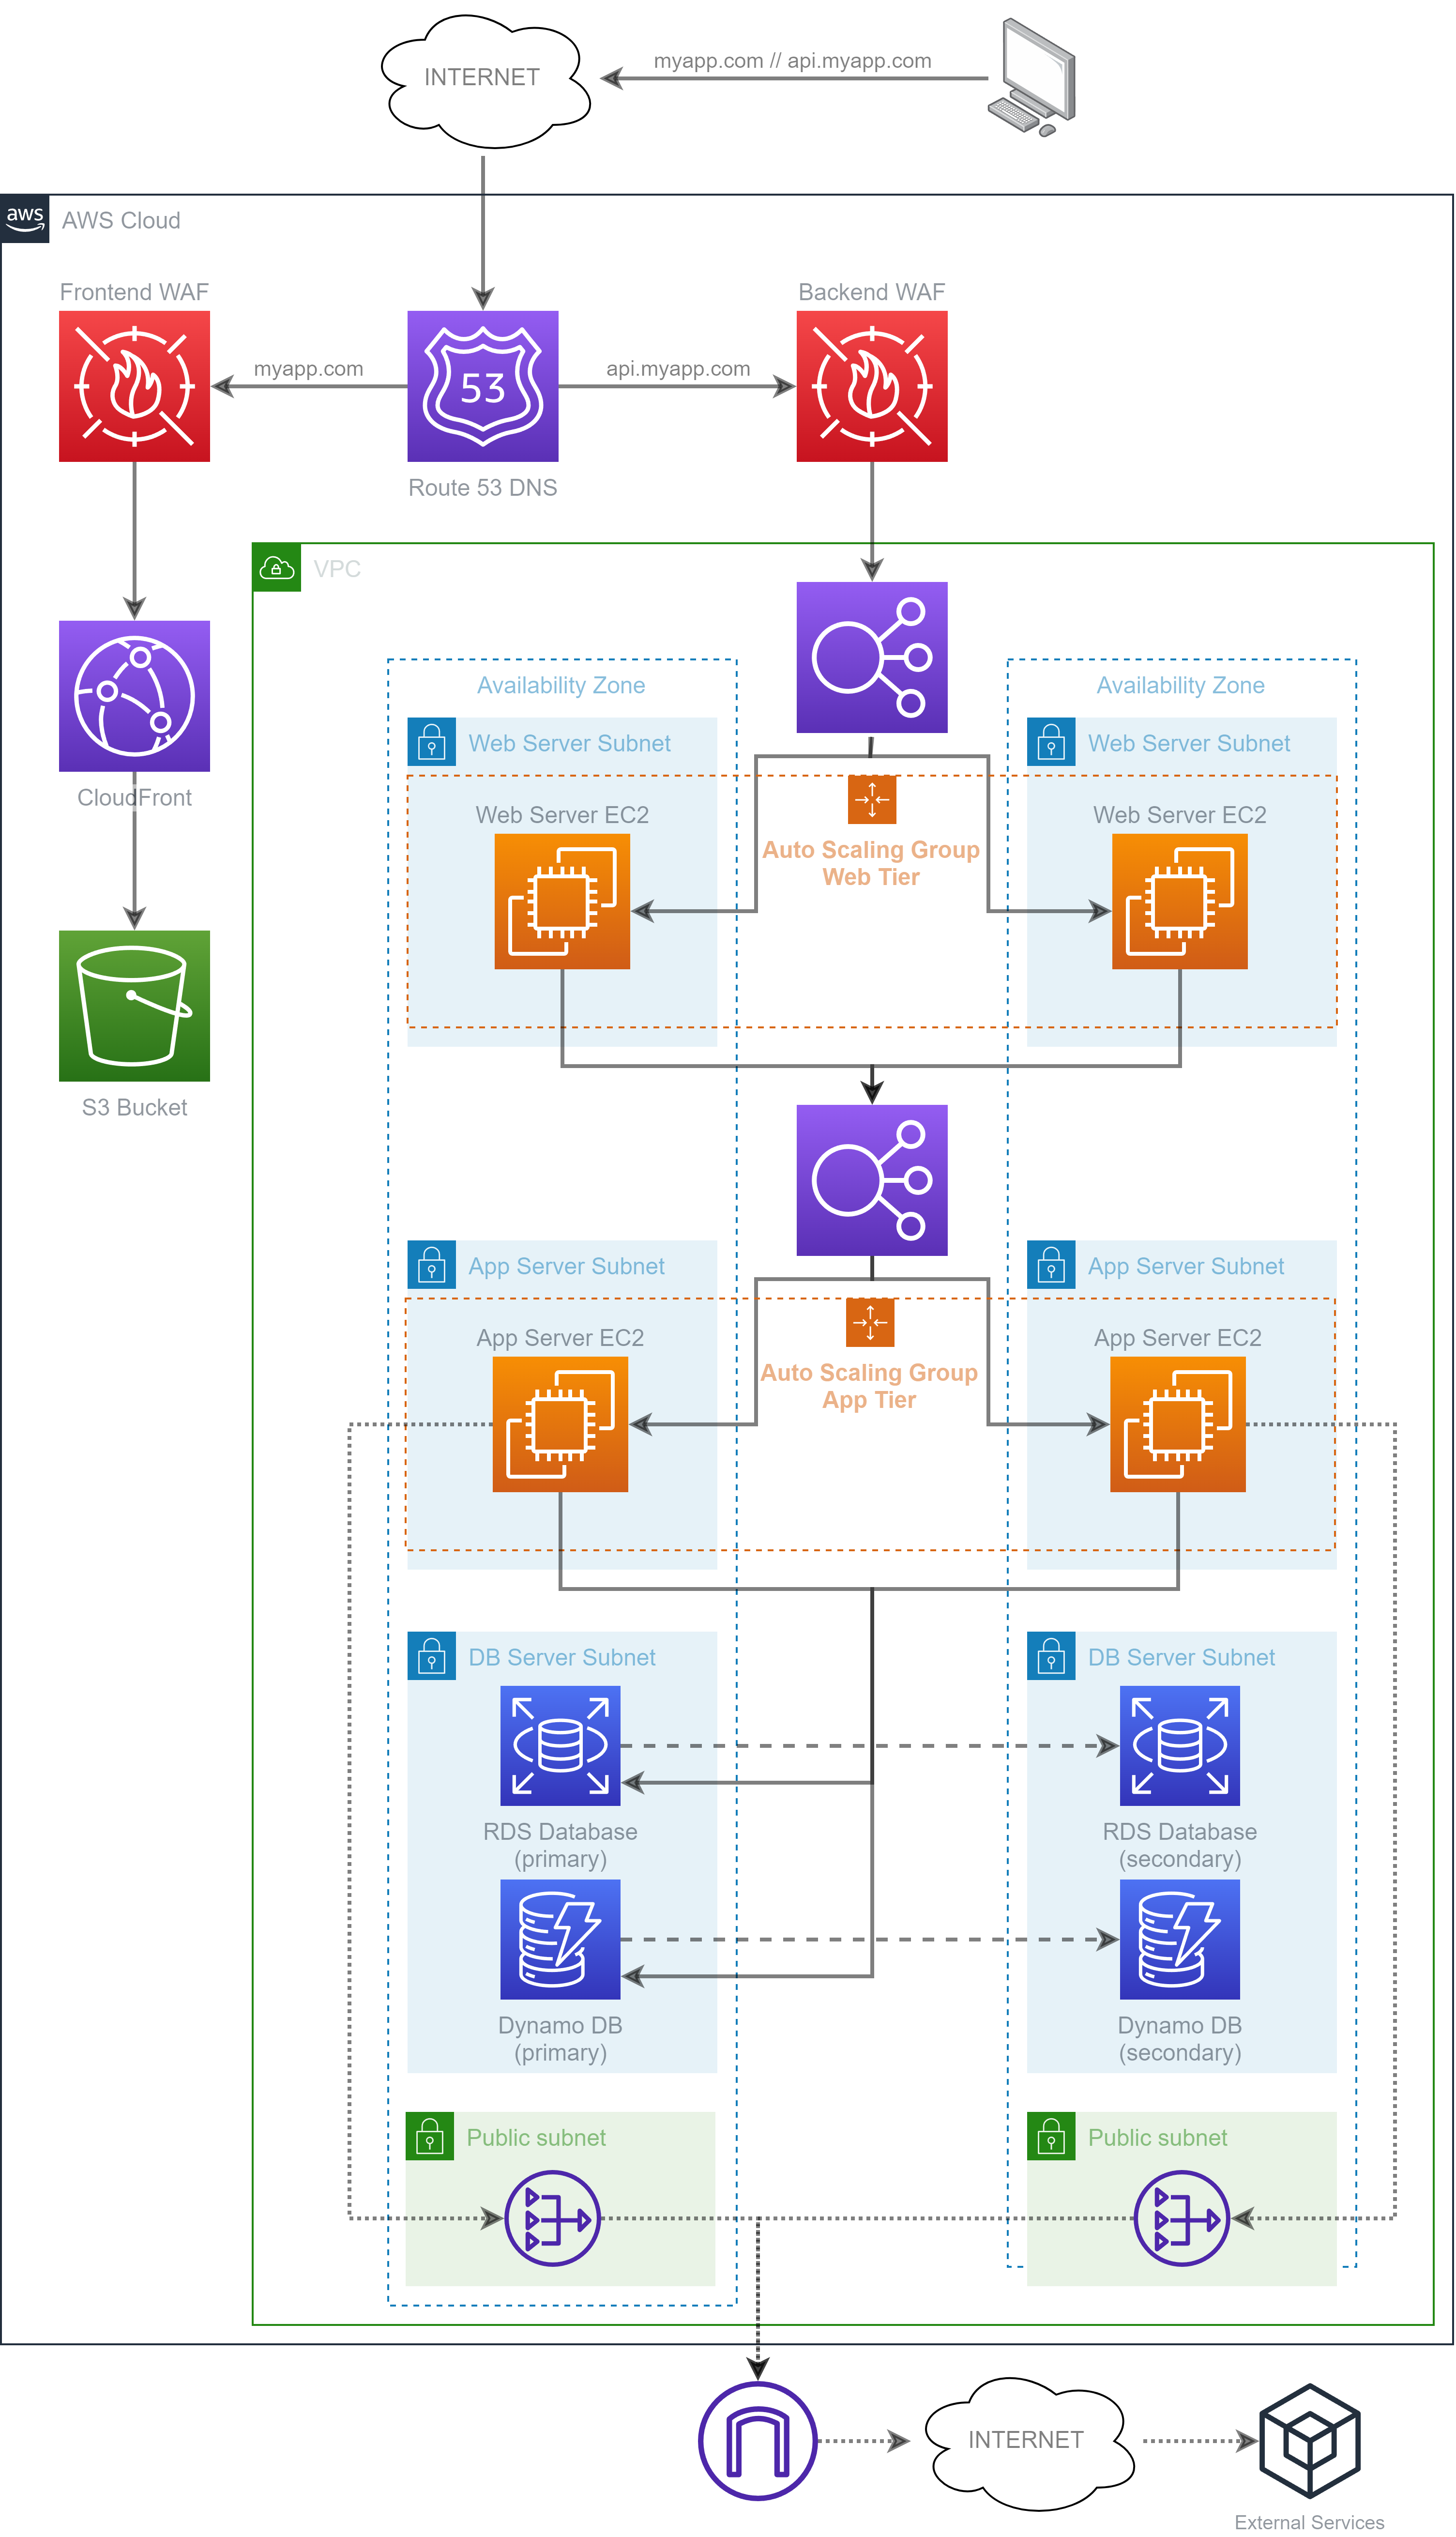 INTERNET
myapp.com // api.myapp.com
aws
AWS Cloud
Frontend WAF
Backend WAF
myapp.com
53
api.myapp.com
Route 53 DNS
VPC
Availability Zone
Availability Zone
Web Server Subnet
Web Server Subnet
CloudFront
Web Server EC2
Web Server EC2
Auto Scaling Group
Web Tier
S3 Bucket
App Server Subnet
App Server Subnet
App Server EC2
App Server EC2
Auto Scaling Group
App Tier
DB Server Subnet
DB Server Subnet
RDS Database
(primary)
RDS Database
(secondary)
Dynamo DB
(primary)
Dynamo DB
(secondary)
Public subnet
Public subnet
INTERNET
External Services